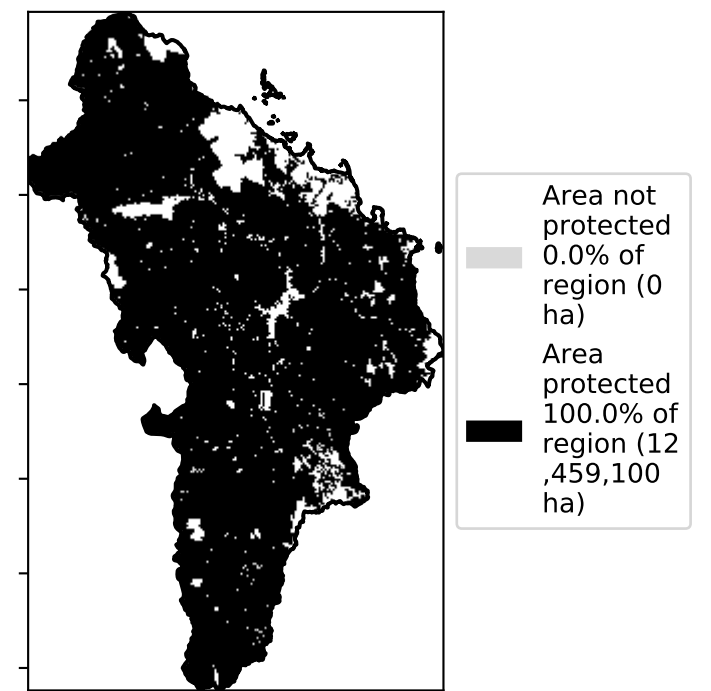 Area not
protected
0.0% of
region (0
ha)
Area
protected
100.0% of
region (12
,459,100
ha)